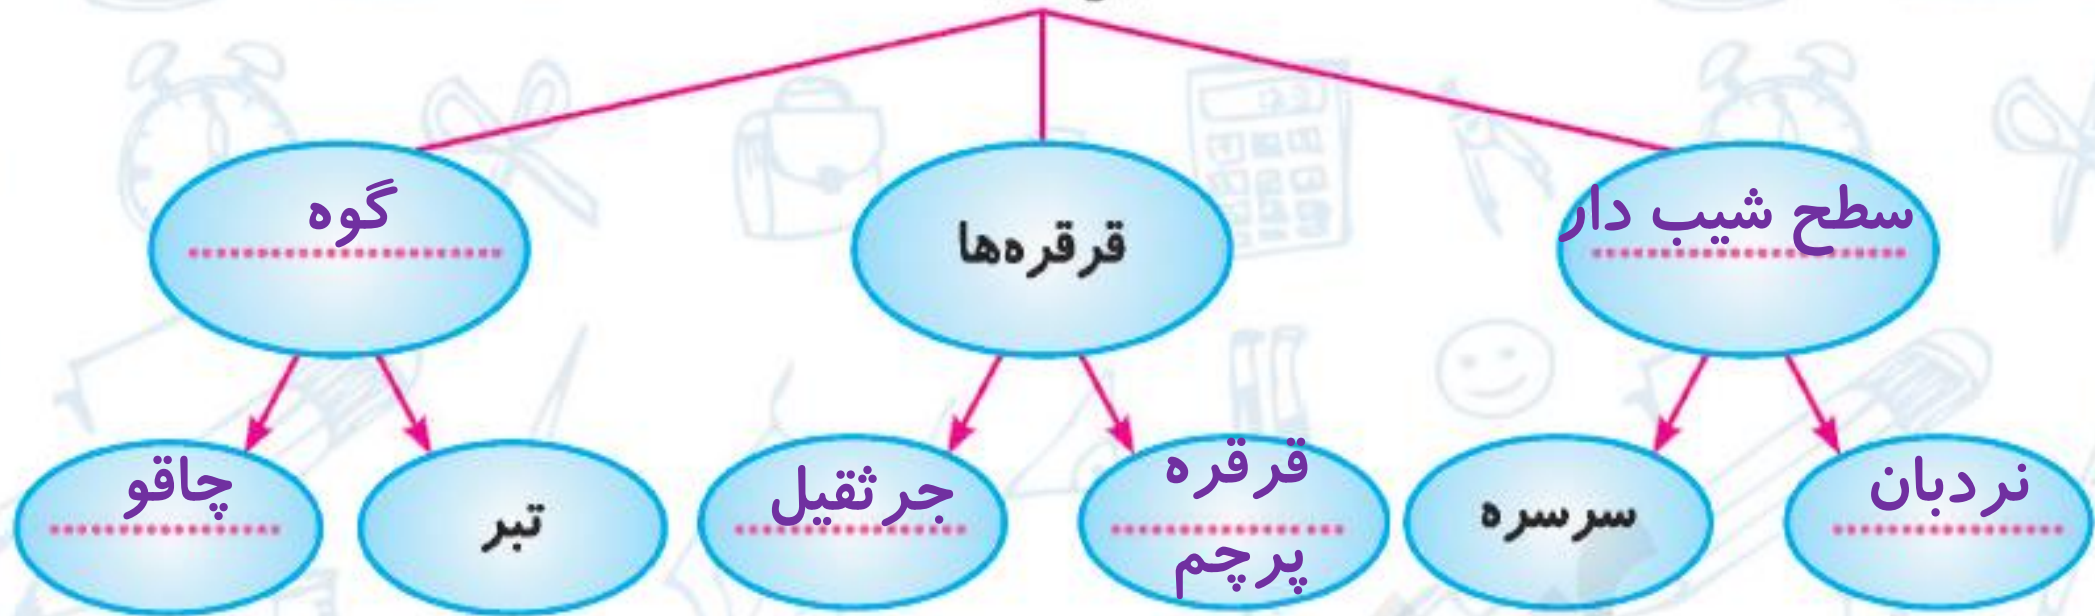 سطح شیب دار
قرقره‌ها
گوه
نردبان
سرسره
قرقره
پرچم
جرثقیل
تبر
چاقو